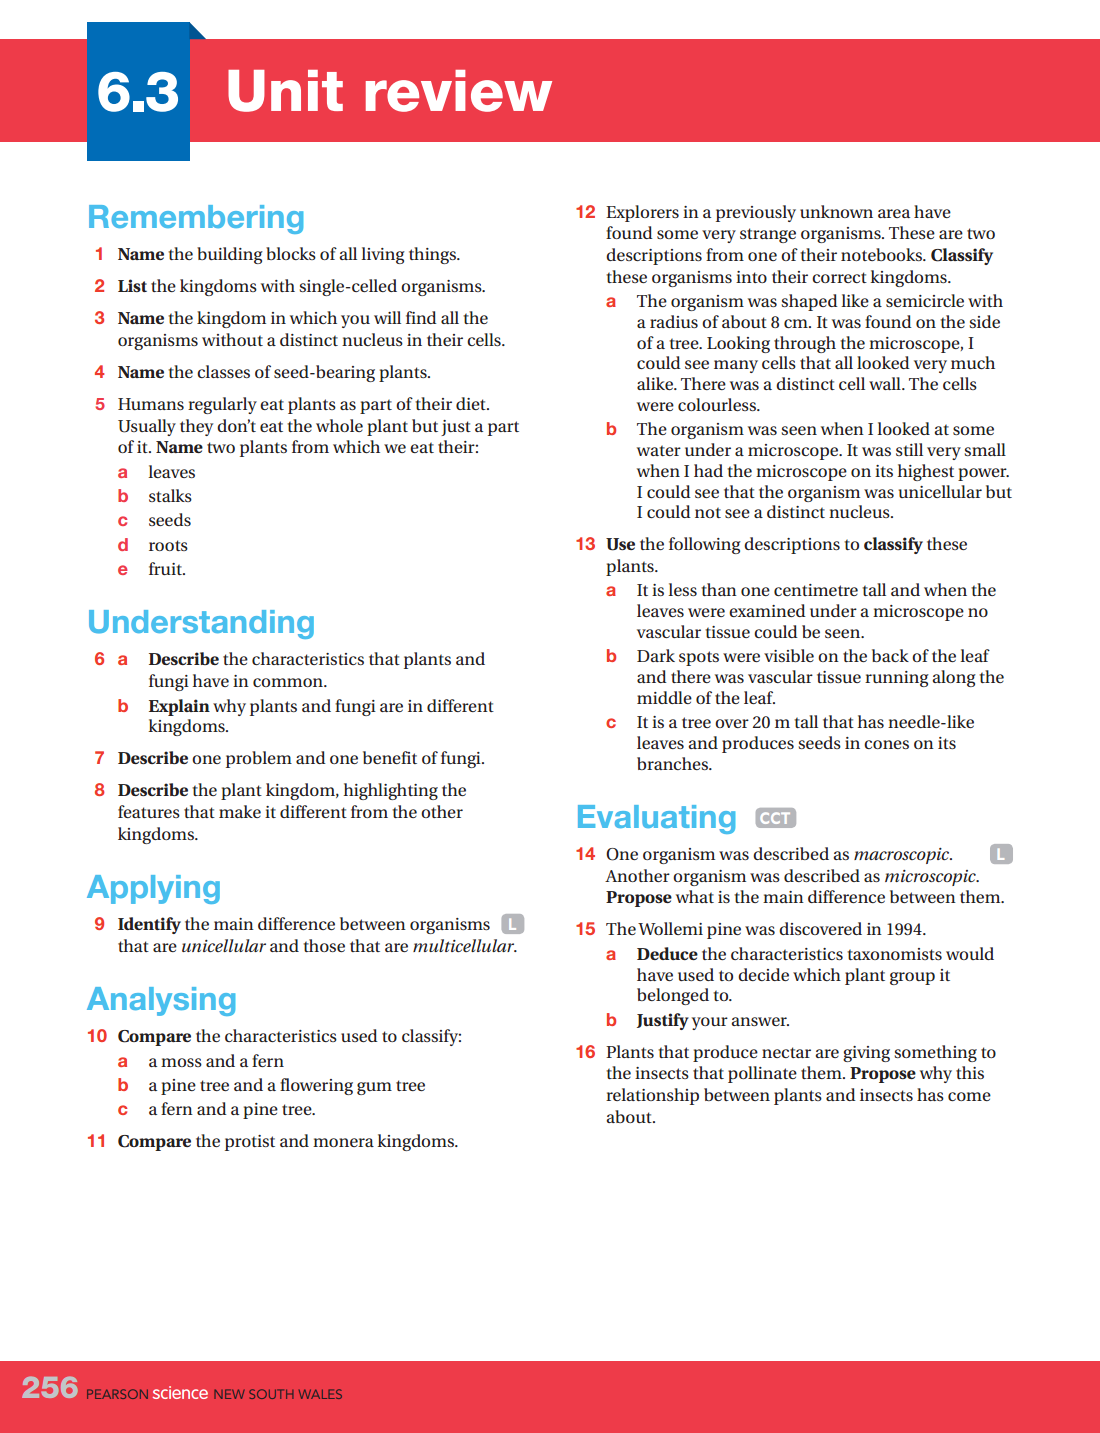 6.3 Unit review
Remembering
1 Name the building blocks of all living things.
2 List the kingdoms with single-celled organisms.
3 Name the kingdom in which you will find all the
organisms without a distinct nucleus in their cells.
4 Name the classes of seed-bearing plants.
5 Humans regularly eat plants as part of their diet.
Usually they don't eat the whole plant but just a part
of it. Name two plants from which we eat their:
a leaves
b stalks
c seeds
d roots
e fruit.
Understanding
6 a Describe the characteristics that plants and
fungi have in common.
b Explain why plants and fungi are in different
kingdoms.
7 Describe one problem and one benefit of fungi.
8 Describe the plant kingdom, highlighting the
features that make it different from the other
kingdoms.
Applying
9 Identify the main difference between organisms L
that are unicellular and those that are multicellular.
Analysing
10 Compare the characteristics used to classify:
a a moss and a fern
b a pine tree and a flowering gum tree
c a fern and a pine tree.
11 Compare the protist and monera kingdoms.
12 Explorers in a previously unknown area have
found some very strange organisms. These are two
descriptions from one of their notebooks. Classify
these organisms into their correct kingdoms.
a The organism was shaped like a semicircle with
a radius of about 8 cm. It was found on the side
of a tree. Looking through the microscope, I
could see many cells that all looked very much
alike. There was a distinct cell wall. The cells
were colourless.
b The organism was seen when I looked at some
water under a microscope. It was still very small
when I had the microscope on its highest power.
I could see that the organism was unicellular but
I could not see a distinct nucleus.
13 Use the following descriptions to classify these
plants.
a It is less than one centimetre tall and when the
leaves were examined under a microscope no
vascular tissue could be seen.
b Dark spots were visible on the back of the leaf
and there was vascular tissue running along the
middle of the leaf.
c It is a tree over 20 m tall that has needle-like
leaves and produces seeds in cones on its
branches.
Evaluating CCT
14 One organism was described as macroscopic. L
Another organism was described as microscopic.
Propose what is the main difference between them.
15 The Wollemi pine was discovered in 1994.
a Deduce the characteristics taxonomists would
have used to decide which plant group it
belonged to.
b Justify your answer.
16 Plants that produce nectar are giving something to
the insects that pollinate them. Propose why this
relationship between plants and insects has come
about.
256 PEARSON science NEW SOUTH WALES